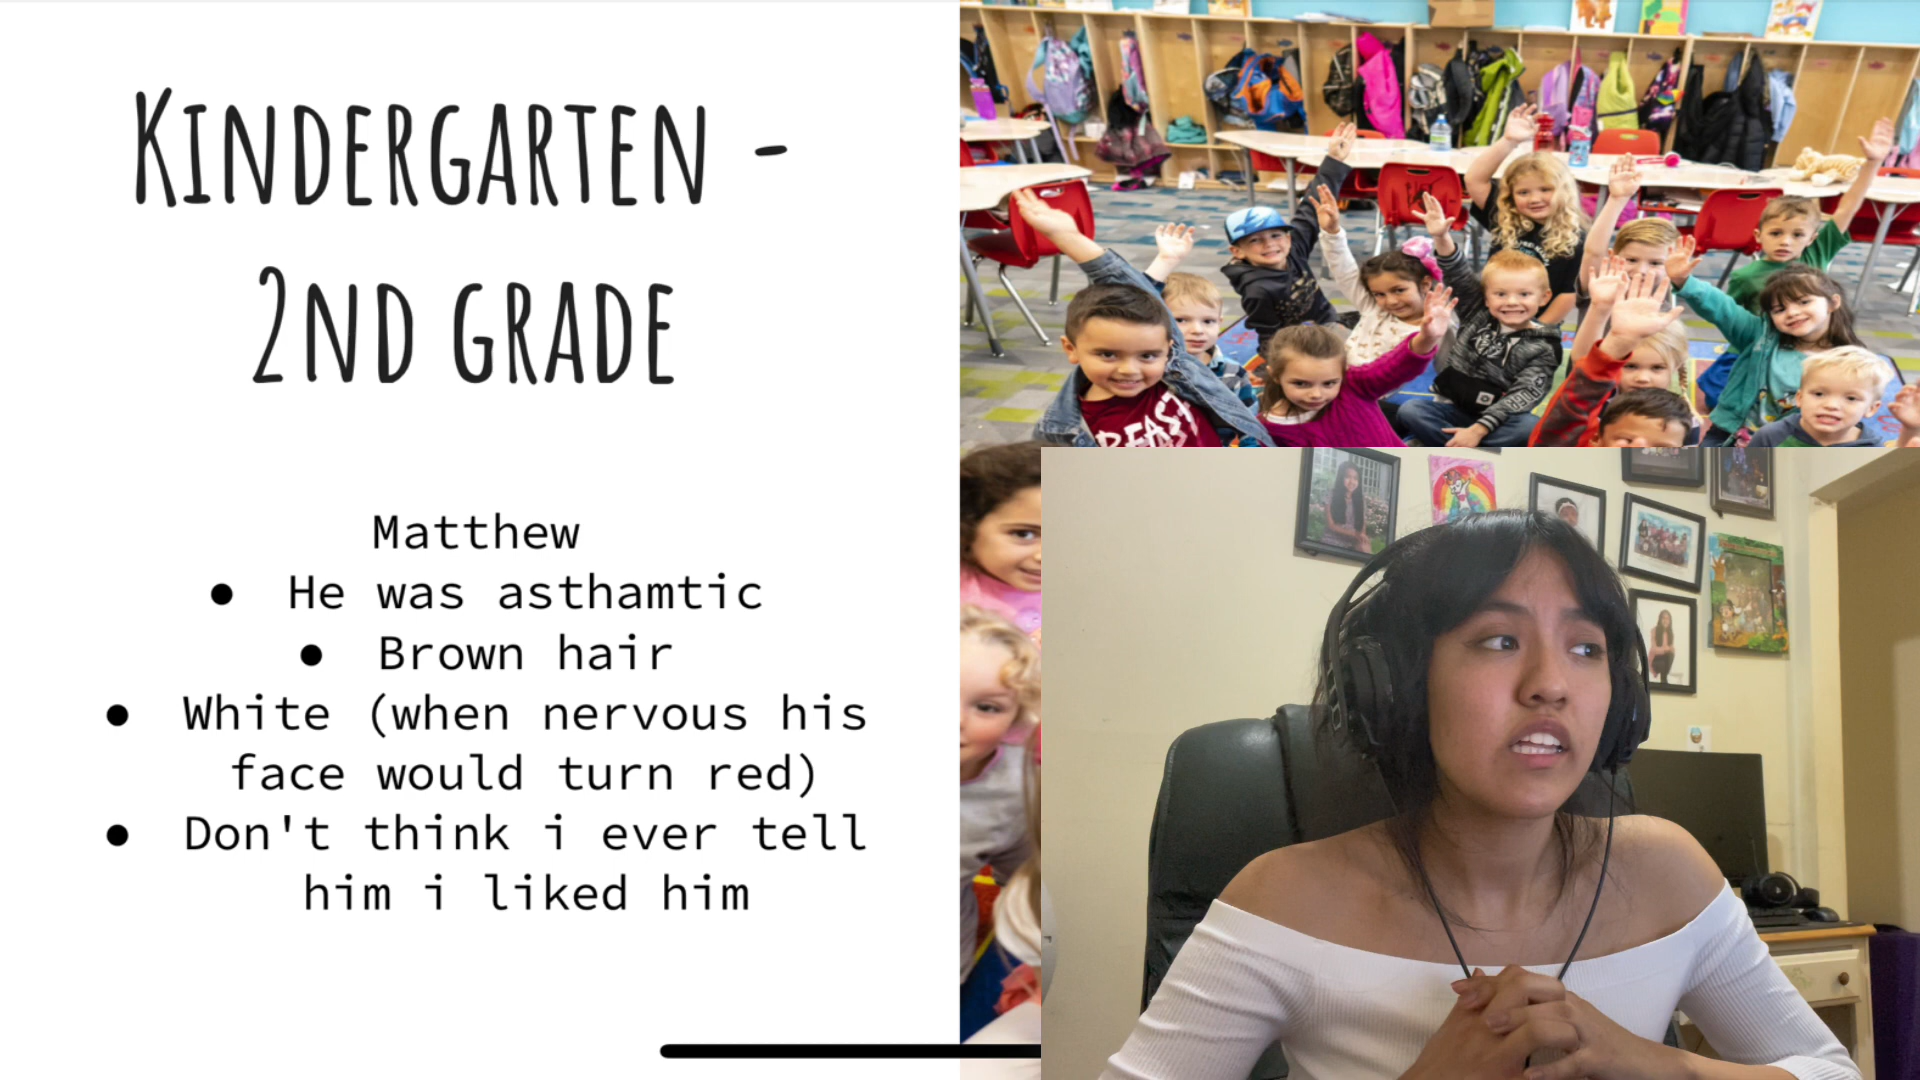 KINDERGARTEN -
2ND GRADE
Matthew
● He was asthamtic
● Brown hair
● White (when nervous his
face would turn red)
● Don't think i ever tell
him i liked him
BEAST